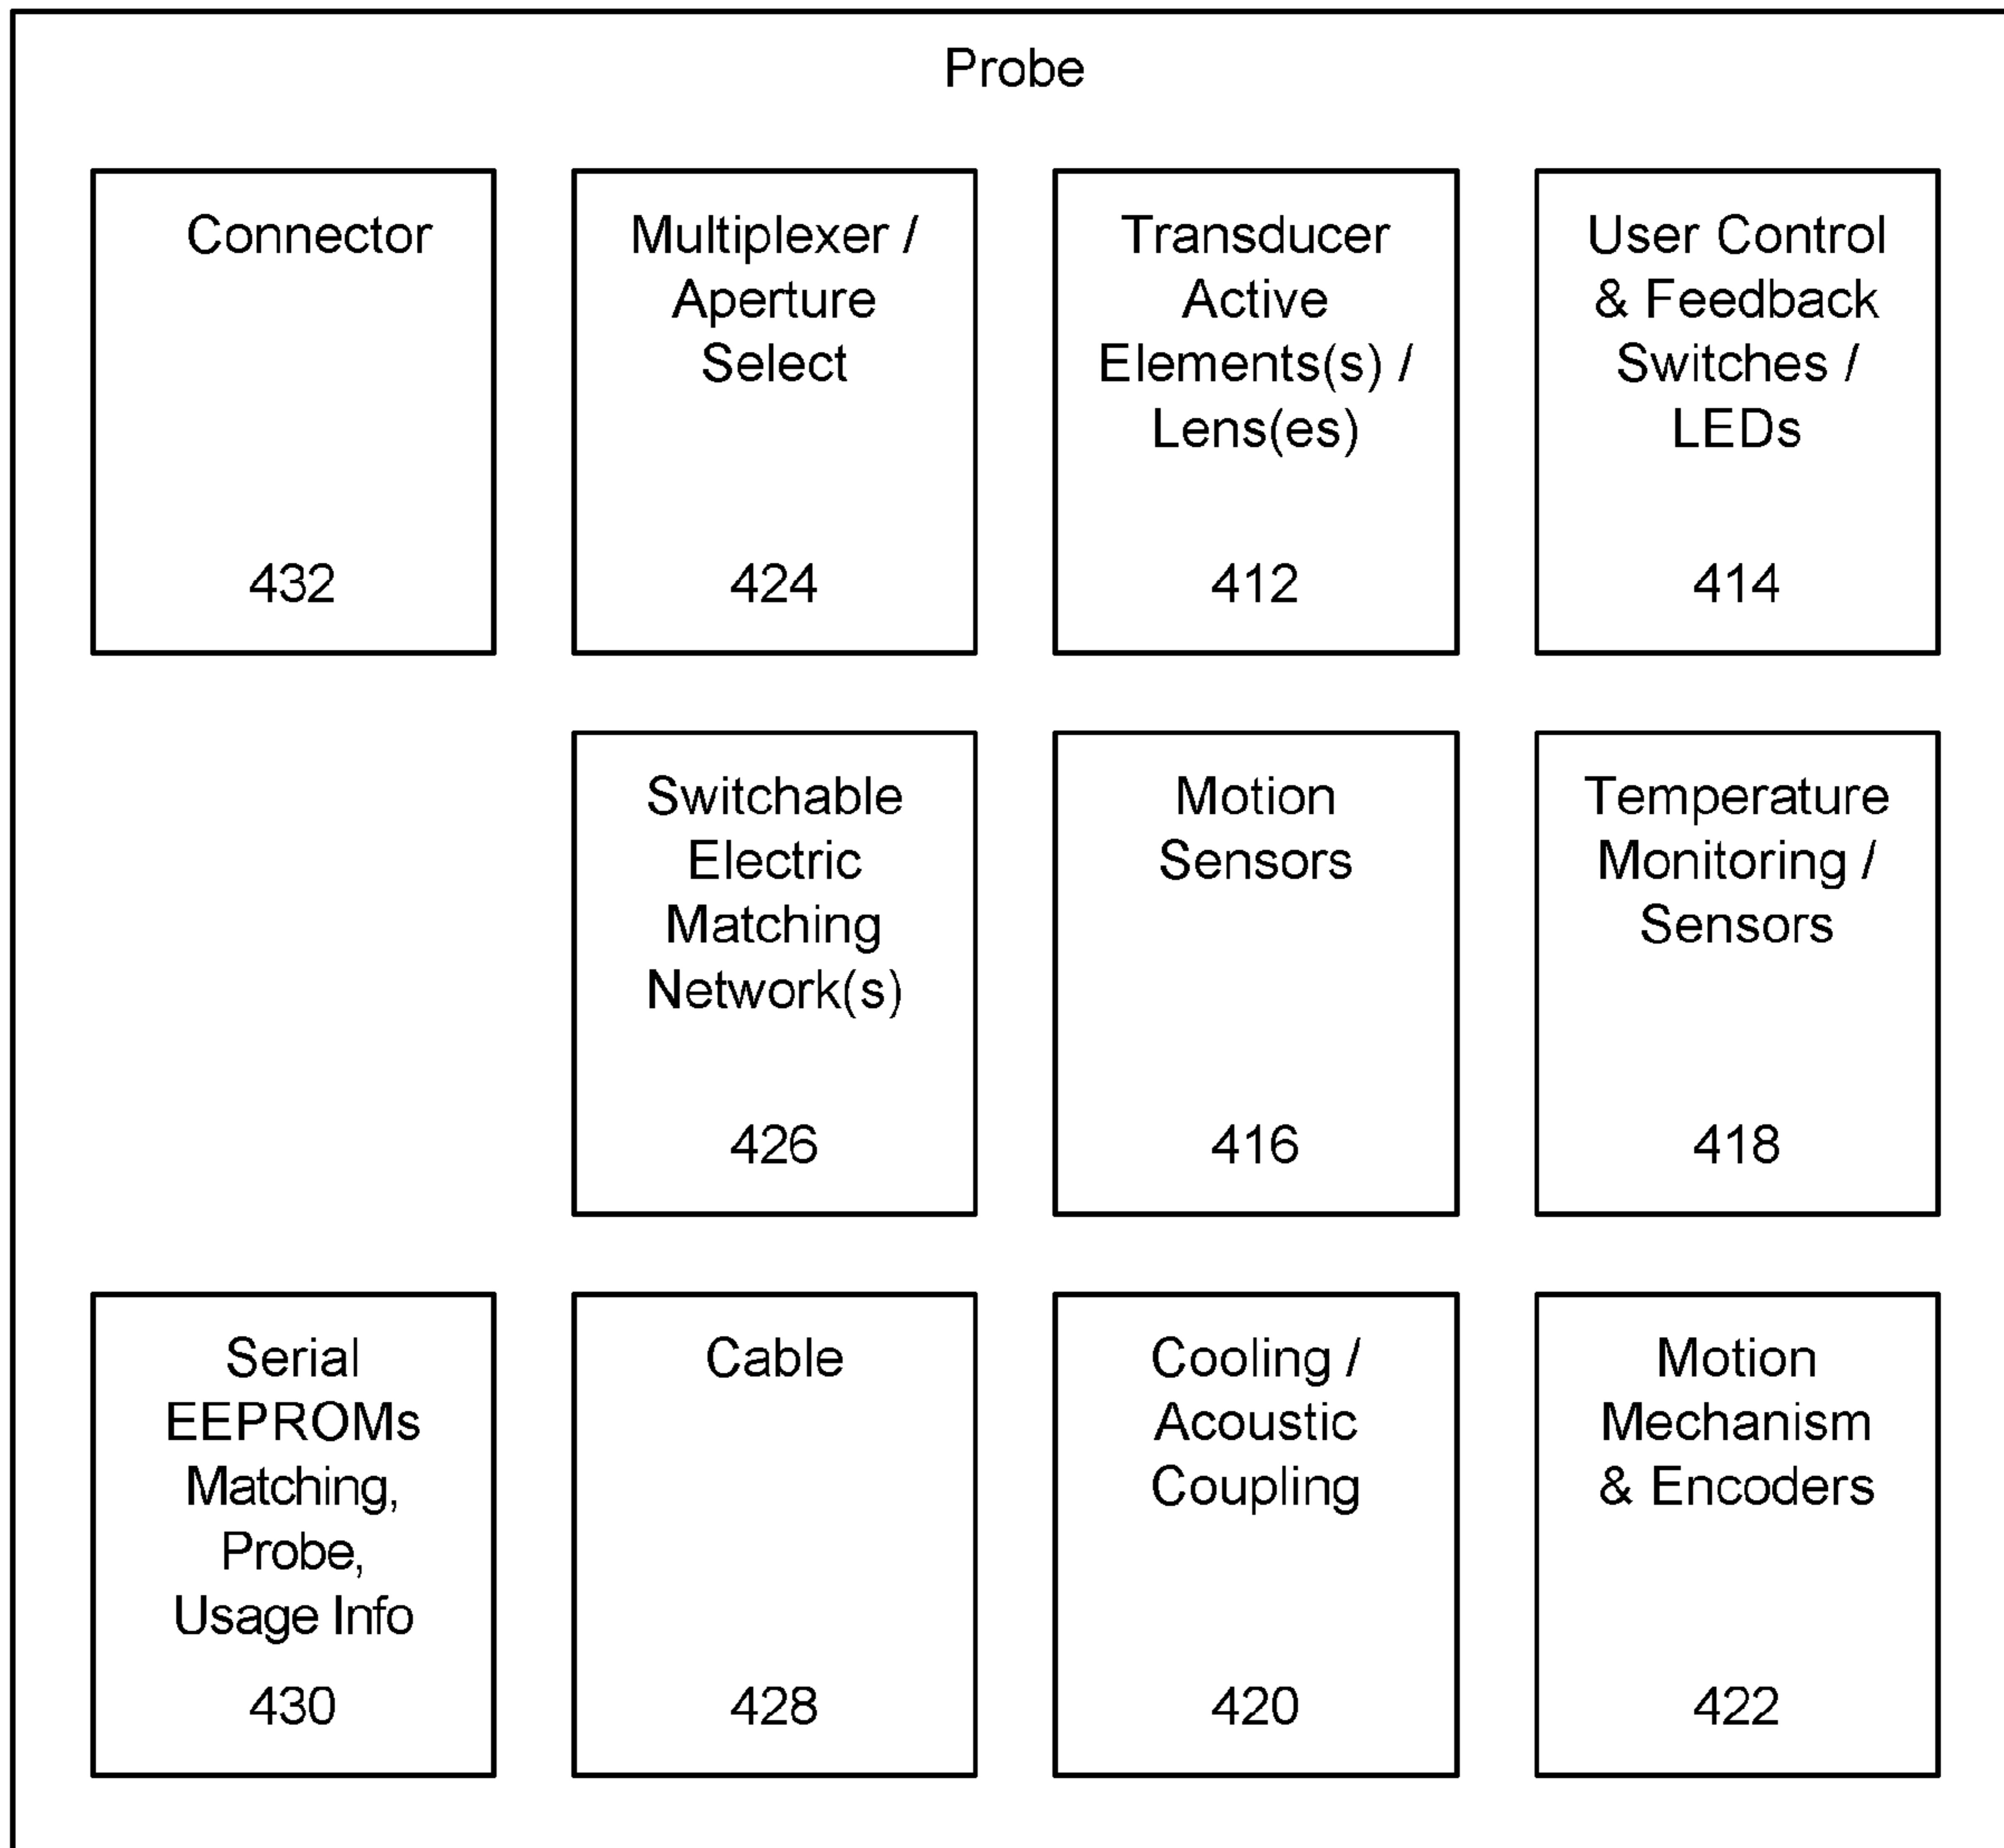 Probe
Connector
432
Multiplexer /
Aperture
Select
424
Transducer
Active
Elements(s) /
Lens(es)
412
User Control
& Feedback
Switches /
LEDs
414
Switchable
Electric
Matching
Network(s)
426
Motion
Sensors
416
Temperature
Monitoring /
Sensors
418
Serial
EEPROMs
Matching,
Probe,
Usage Info
430
Cable
428
Cooling /
Acoustic
Coupling
420
Motion
Mechanism
& Encoders
422